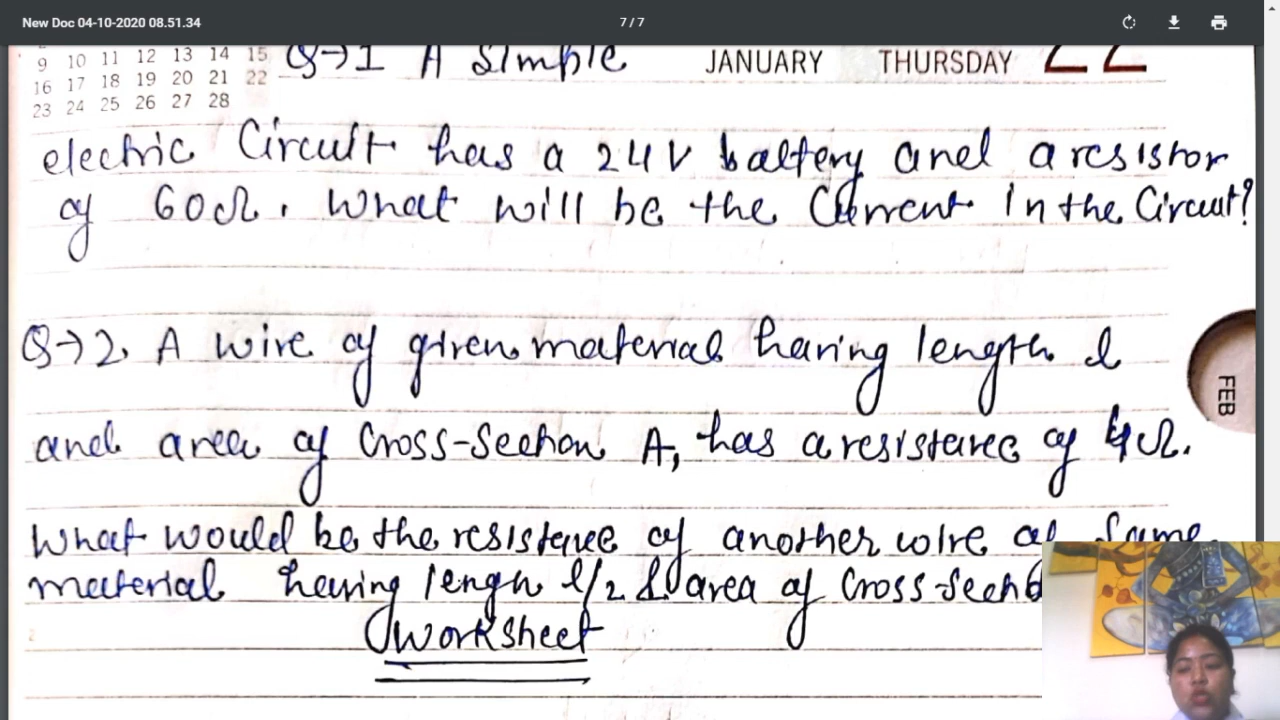 New Doc 04-10-2020 08.51.34 7 / 7
9 10 11 12 13 14 15
16 17 18 19 20 21 22
23 24 25 26 27 28
Q→1 A Simple JANUARY THURSDAY 22
electric Circuit has a 24V battery and a resistor
of 60Ω. What will be the Current in the Circuit?
Q→2. A wire of given material having length l
and area of Cross-Section A, has a resistance of 4Ω.
What would be the resistance of another wire of Same
material having length l/2 & area of Cross-Section
Worksheet
FEB